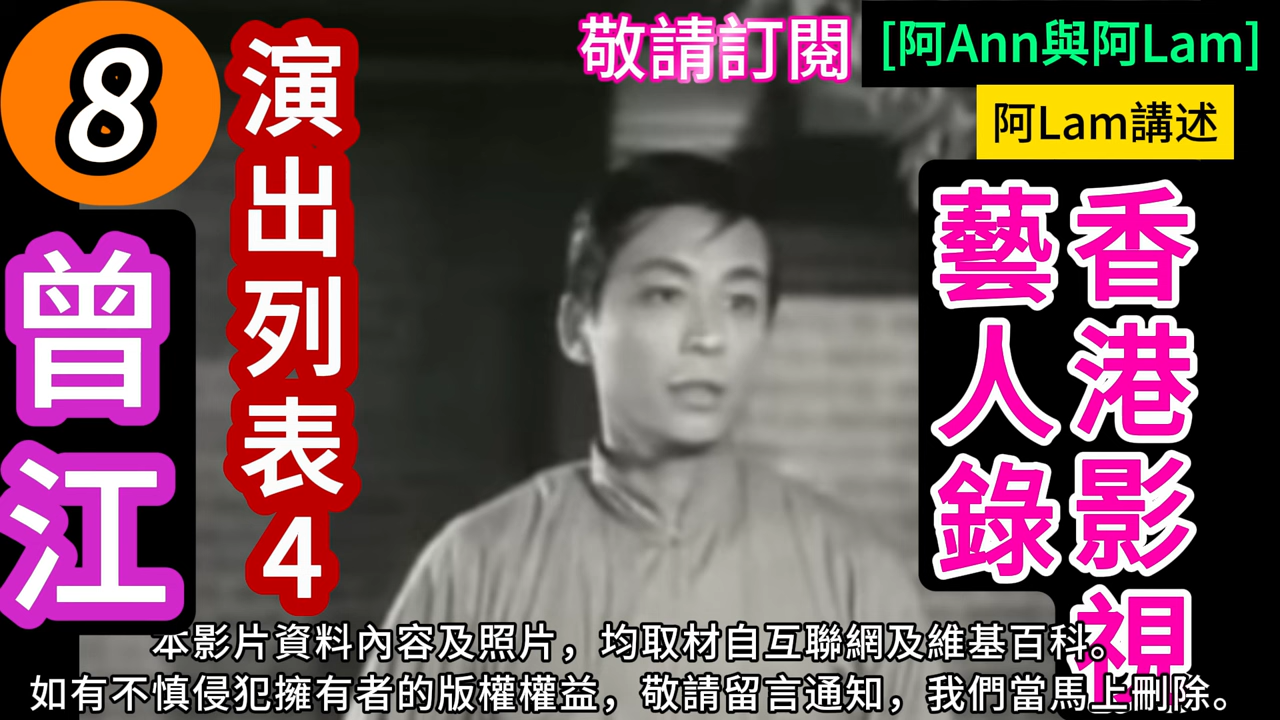 8
曾江
演出列表4
敬請訂閱
[阿Ann與阿Lam]
阿Lam講述
香港影視
藝人錄
本影片資料內容及照片，均取材自互聯網及維基百科。
如有不慎侵犯擁有者的版權權益，敬請留言通知，我們當馬上刪除。